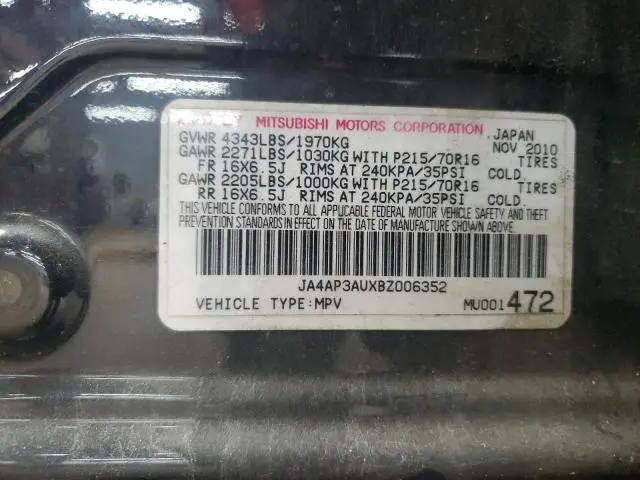 MITSUBISHI MOTORS CORPORATION JAPAN
GVWR 4343LBS/1970KG NOV 2010
GAWR 2271LBS/1030KG WITH P215/70R16 TIRES
FR 16X6.5J RIMS AT 240KPA/35PSI COLD.
GAWR 2205LBS/1000KG WITH P215/70R16 TIRES
RR 16X6.5J RIMS AT 240KPA/35PSI COLD.
THIS VEHICLE CONFORMS TO ALL APPLICABLE FEDERAL MOTOR VEHICLE SAFETY AND THEFT
PREVENTION STANDARDS IN EFFECT ON THE DATE OF MANUFACTURE SHOWN ABOVE.
JA4AP3AUXBZ006352
VEHICLE TYPE:MPV MU001472